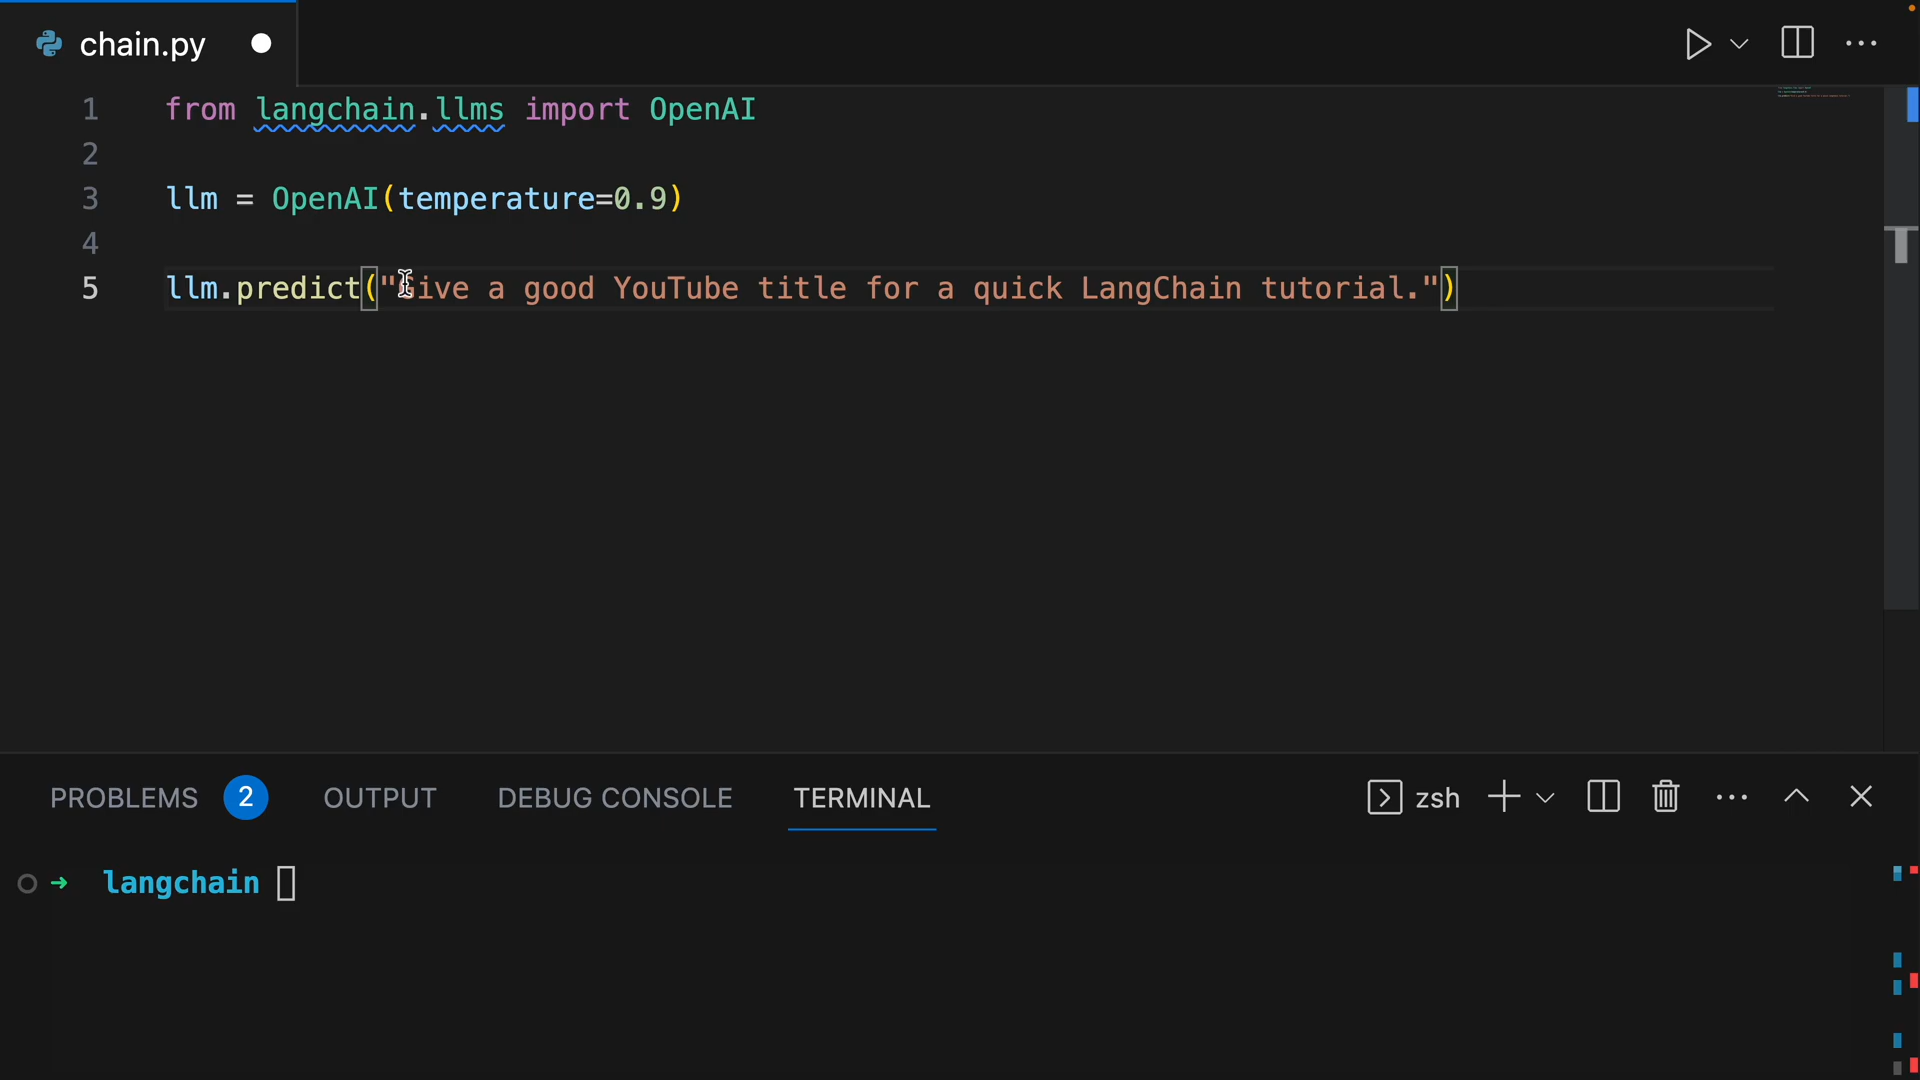 chain.py
1 from langchain.llms import OpenAI
2
3 llm = OpenAI(temperature=0.9)
4
5 llm.predict("Give a good YouTube title for a quick LangChain tutorial.")
PROBLEMS 2 OUTPUT DEBUG CONSOLE TERMINAL zsh
langchain